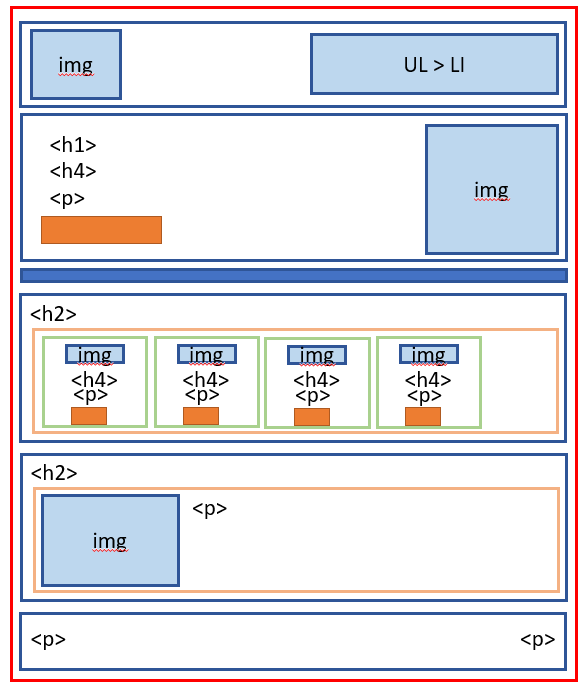 img
UL > LI
<h1>
<h4>
<p>
img
<h2>
img
<h4>
<p>
img
<h4>
<p>
img
<h4>
<p>
img
<h4>
<p>
<h2>
img
<p>
<p>
<p>